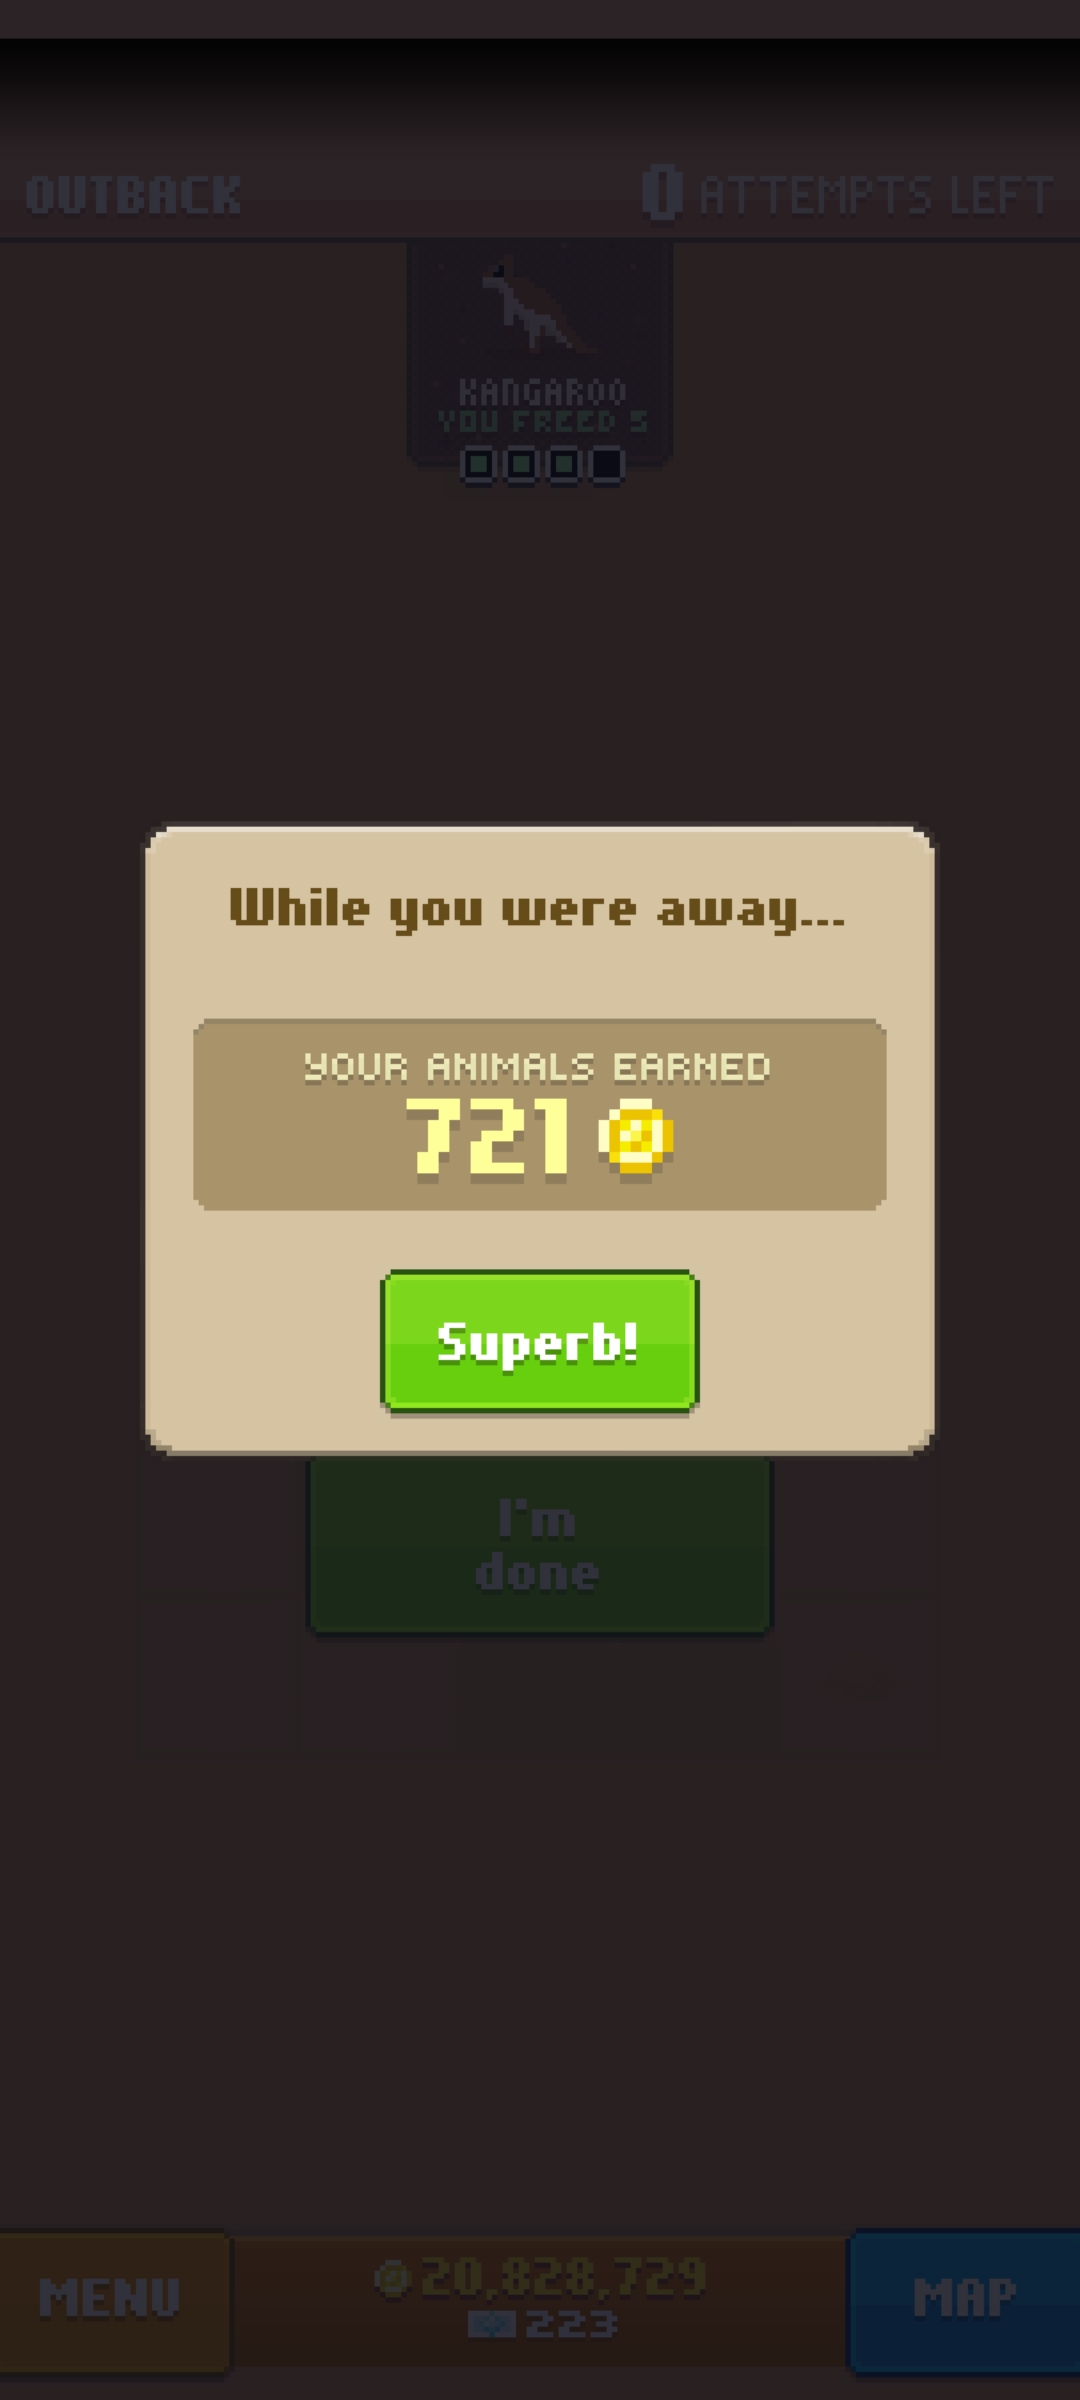 OUTBACK
0 ATTEMPTS LEFT
KANGAROO
YOU FREED 5
While you were away...
YOUR ANIMALS EARNED
721
Superb!
I'm
done
MENU
20,828,729
223
MAP